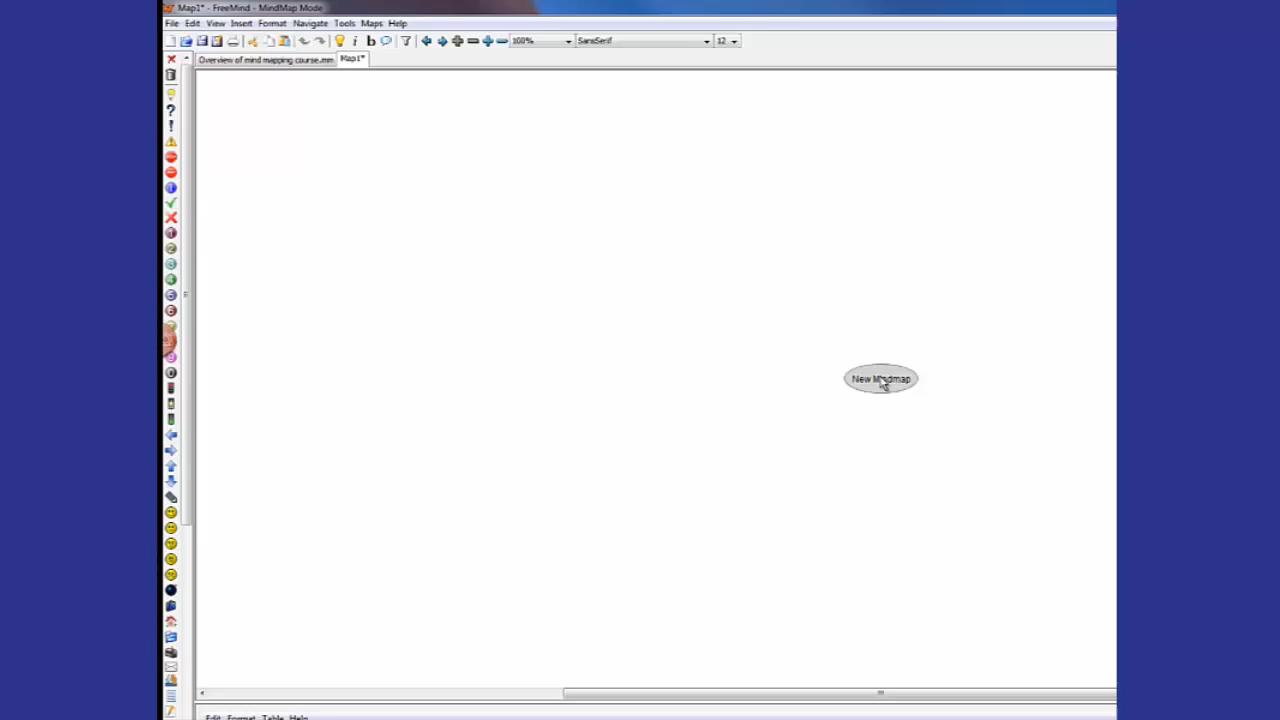 Map1* - FreeMind - MindMap Mode
File Edit View Insert Format Navigate Tools Maps Help
100% SansSerif 12
Overview of mind mapping course.mm Map1*
New Mindmap
Edit Format Table Help